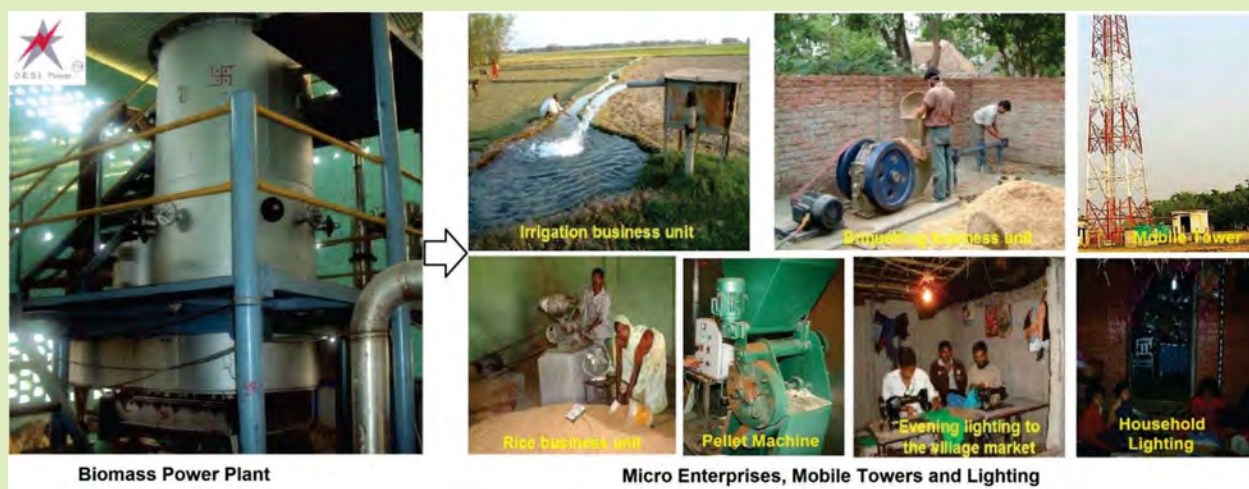 D.E.S.I. Power
TM
Irrigation business unit
Briquetting business unit
Mobile Tower
Rice business unit
Pellet Machine
Evening lighting to
the village market
Household
Lighting
Biomass Power Plant
Micro Enterprises, Mobile Towers and Lighting